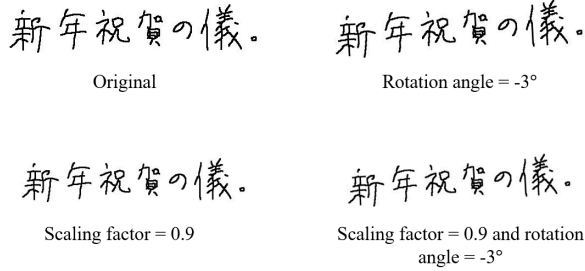 新年祝賀の儀。
Original
新年祝賀の儀。
Rotation angle = -3°
新年祝賀の儀。
Scaling factor = 0.9
新年祝賀の儀。
Scaling factor = 0.9 and rotation
angle = -3°